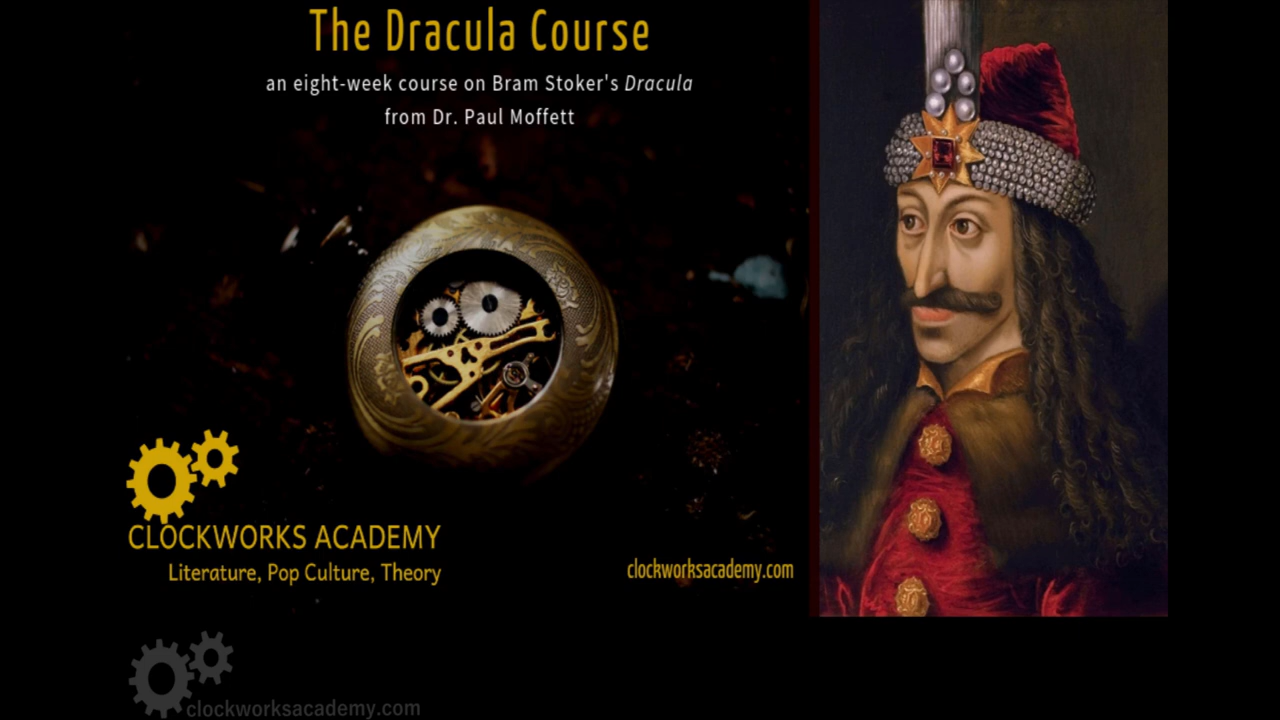 The Dracula Course
an eight-week course on Bram Stoker's Dracula
from Dr. Paul Moffett
CLOCKWORKS ACADEMY
Literature, Pop Culture, Theory
clockworksacademy.com
clockworksacademy.com